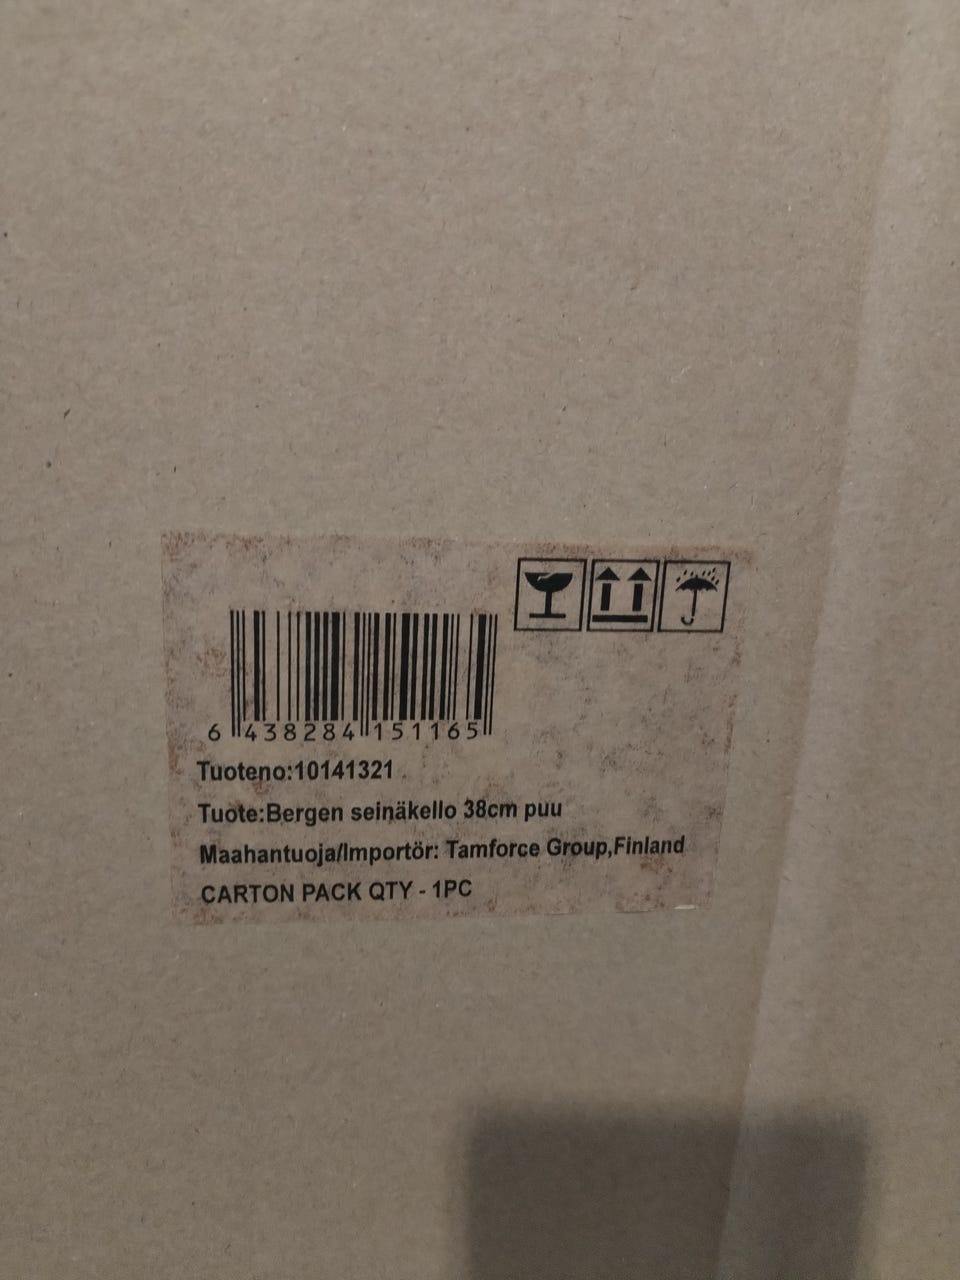 6 438284 151165
Tuoteno:10141321
Tuote:Bergen seinäkello 38cm puu
Maahantuoja/Importör: Tamforce Group,Finland
CARTON PACK QTY - 1PC